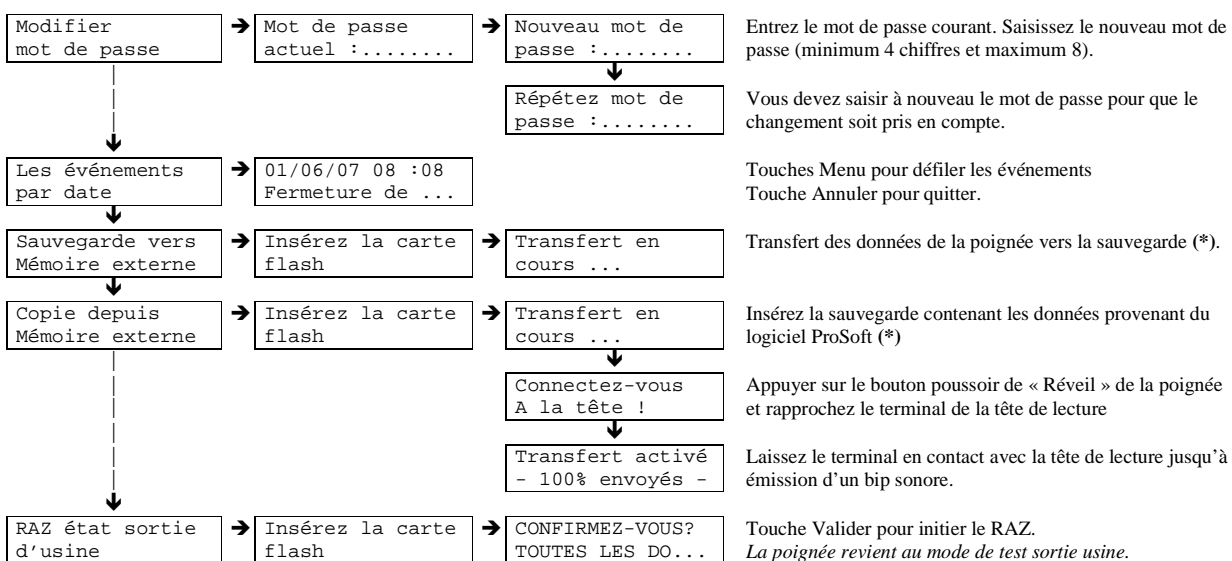 Modifier
mot de passe
Mot de passe
actuel :........
Nouveau mot de
passe :........
Entrez le mot de passe courant. Saisissez le nouveau mot de
passe (minimum 4 chiffres et maximum 8).
Répétez mot de
passe :........
Vous devez saisir à nouveau le mot de passe pour que le
changement soit pris en compte.
Les événements
par date
01/06/07 08 :08
Fermeture de ...
Touches Menu pour défiler les événements
Touche Annuler pour quitter.
Sauvegarde vers
Mémoire externe
Insérez la carte
flash
Transfert en
cours ...
Transfert des données de la poignée vers la sauvegarde (*).
Copie depuis
Mémoire externe
Insérez la carte
flash
Transfert en
cours ...
Insérez la sauvegarde contenant les données provenant du
logiciel ProSoft (*)
Connectez-vous
A la tête !
Appuyer sur le bouton poussoir de « Réveil » de la poignée
et rapprochez le terminal de la tête de lecture
Transfert activé
- 100% envoyés -
Laissez le terminal en contact avec la tête de lecture jusqu'à
émission d'un bip sonore.
RAZ état sortie
d'usine
Insérez la carte
flash
CONFIRMEZ-VOUS?
TOUTES LES DO...
Touche Valider pour initier le RAZ.
La poignée revient au mode de test sortie usine.